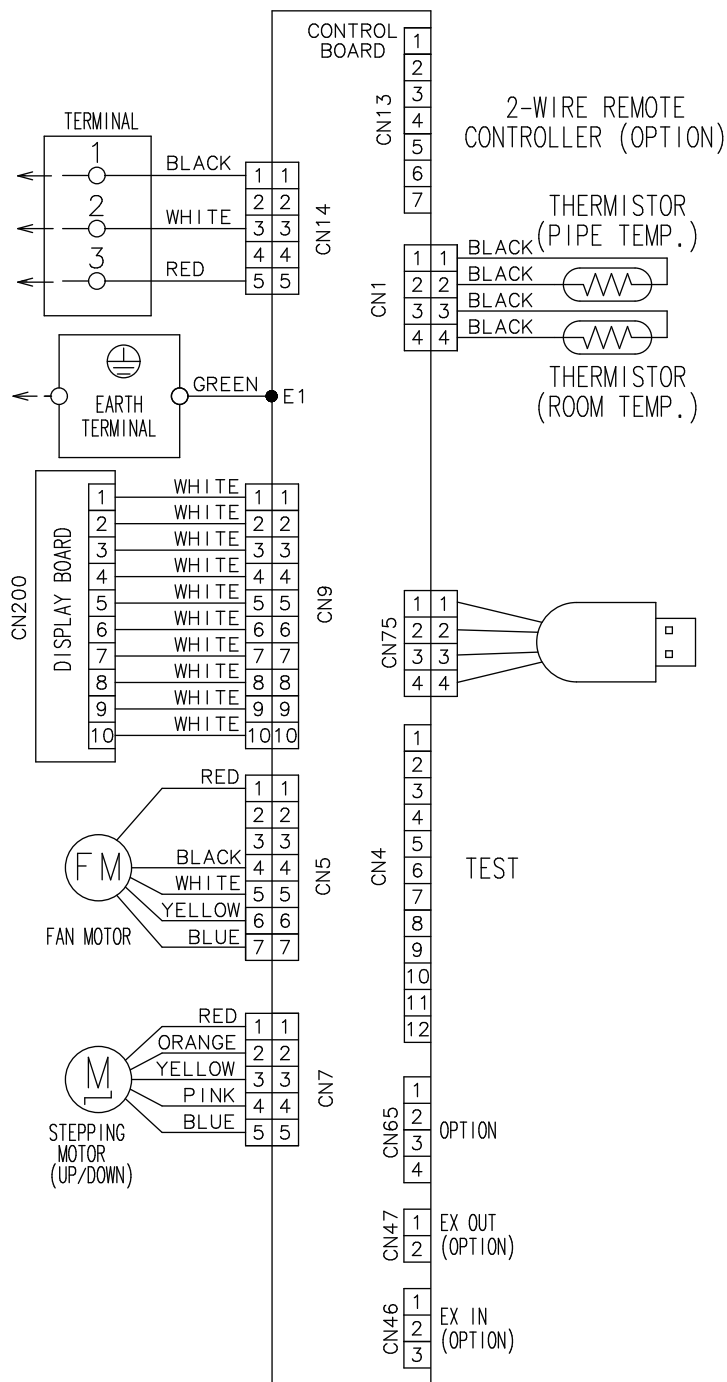 CONTROL
BOARD
CN13
1
2
3
4
5
6
7
2-WIRE REMOTE
CONTROLLER (OPTION)
TERMINAL
1 BLACK 1 1
2 2
2 WHITE 3 3
4 4
3 RED 5 5
CN14
THERMISTOR
(PIPE TEMP.)
CN1
1 1 BLACK
2 2 BLACK
3 3 BLACK
4 4 BLACK
THERMISTOR
(ROOM TEMP.)
EARTH
TERMINAL
GREEN E1
CN200
DISPLAY BOARD
1 WHITE 1 1
2 WHITE 2 2
3 WHITE 3 3
4 WHITE 4 4
5 WHITE 5 5
6 WHITE 6 6
7 WHITE 7 7
8 WHITE 8 8
9 WHITE 9 9
10 WHITE 10 10
CN9
CN75
1 1
2 2
3 3
4 4
FM
FAN MOTOR
RED 1 1
2 2
3 3
BLACK 4 4
WHITE 5 5
YELLOW 6 6
BLUE 7 7
CN5
CN4
1
2
3
4
5
6
7
8
9
10
11
12
TEST
M
STEPPING
MOTOR
(UP/DOWN)
RED 1 1
ORANGE 2 2
YELLOW 3 3
PINK 4 4
BLUE 5 5
CN7
CN65
1
2
3
4
OPTION
CN47
1
2
EX OUT
(OPTION)
CN46
1
2
3
EX IN
(OPTION)